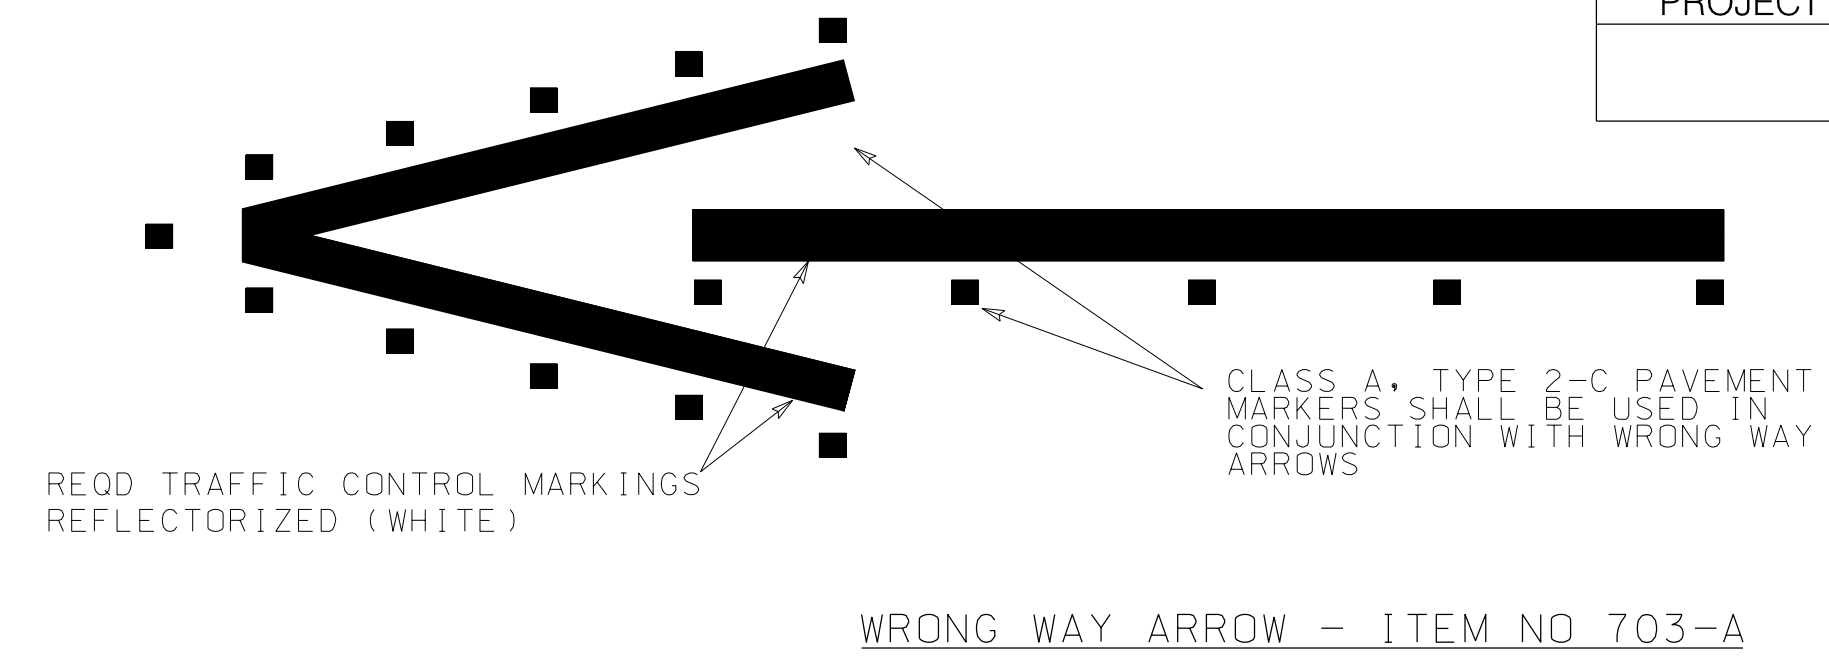 PROJECT
CLASS A, TYPE 2-C PAVEMENT
MARKERS SHALL BE USED IN
CONJUNCTION WITH WRONG WAY
ARROWS
REQD TRAFFIC CONTROL MARKINGS
REFLECTORIZED (WHITE)
WRONG WAY ARROW - ITEM NO 703-A